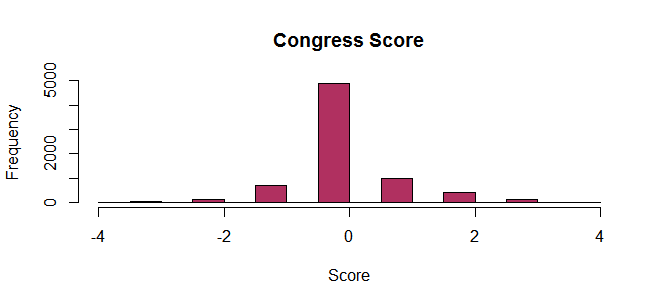 Congress Score
Frequency
5000
2000
0
-4 -2 0 2 4
Score